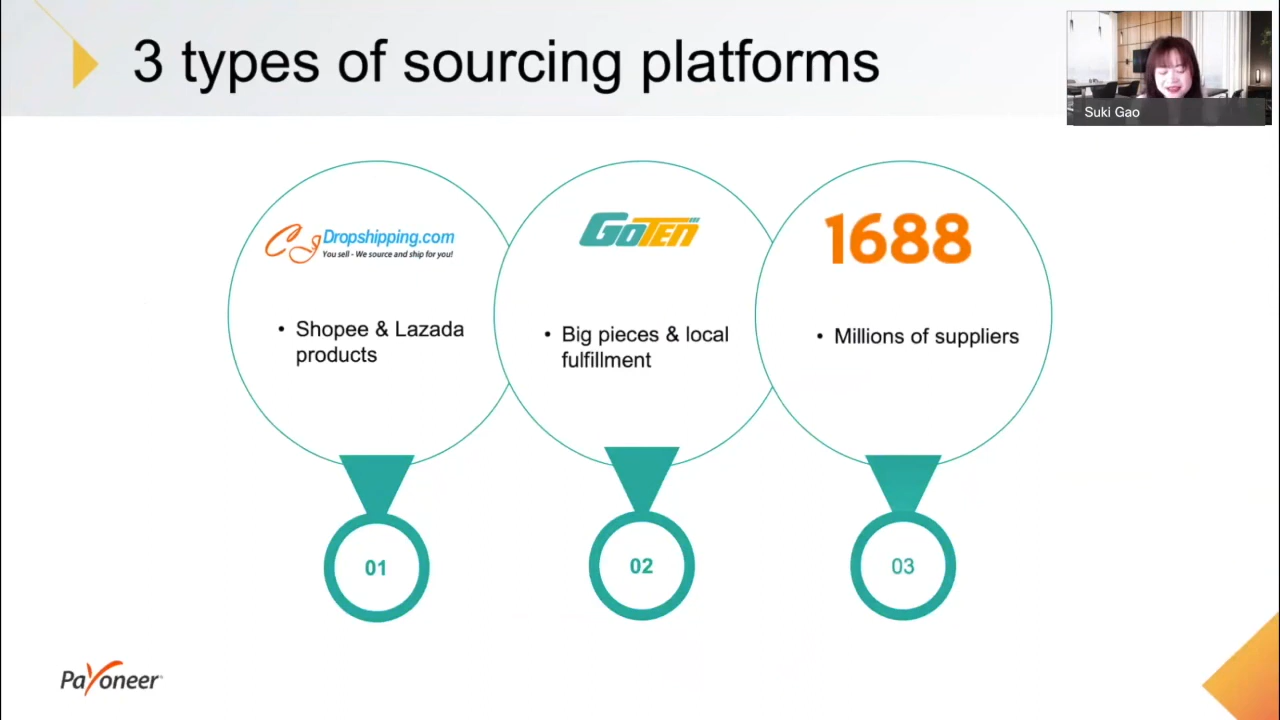 3 types of sourcing platforms
Suki Gao
CJ Dropshipping.com
You sell - We source and ship for you!
• Shopee & Lazada
products
GOTEN
• Big pieces & local
fulfillment
1688
• Millions of suppliers
01
02
03
Payoneer